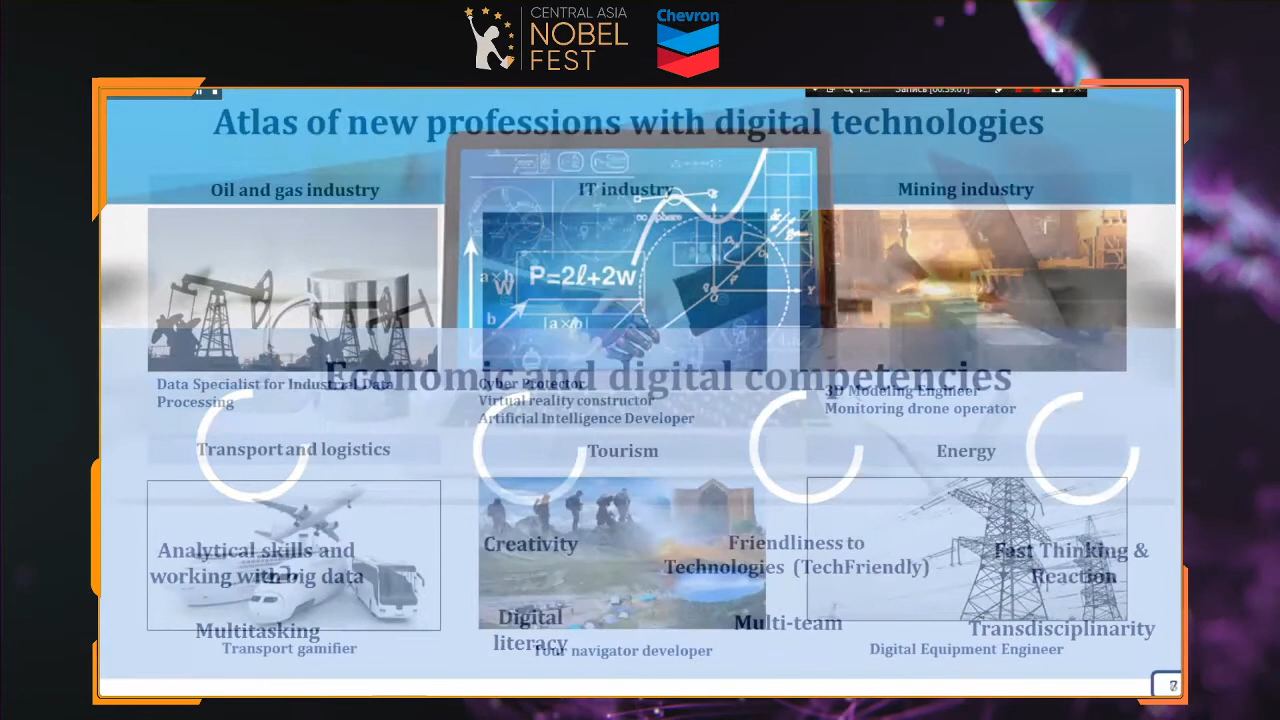 CENTRAL ASIA
NOBEL
FEST
Chevron
Запись [00:39:01]
Atlas of new professions with digital technologies
Oil and gas industry
IT industry
Mining industry
P=2ℓ+2w
W
b
Y
Economic and digital competencies
Data Specialist for Industrial Data
Processing
Cyber Protector
Virtual reality constructor
Artificial Intelligence Developer
3D Modeling Engineer
Monitoring drone operator
Transport and logistics
Tourism
Energy
Analytical skills and
working with big data
Creativity
Friendliness to
Technologies (TechFriendly)
Fast Thinking &
Reaction
Multitasking
Digital
literacy
Multi-team
Transdisciplinarity
Transport gamifier
Tour navigator developer
Digital Equipment Engineer